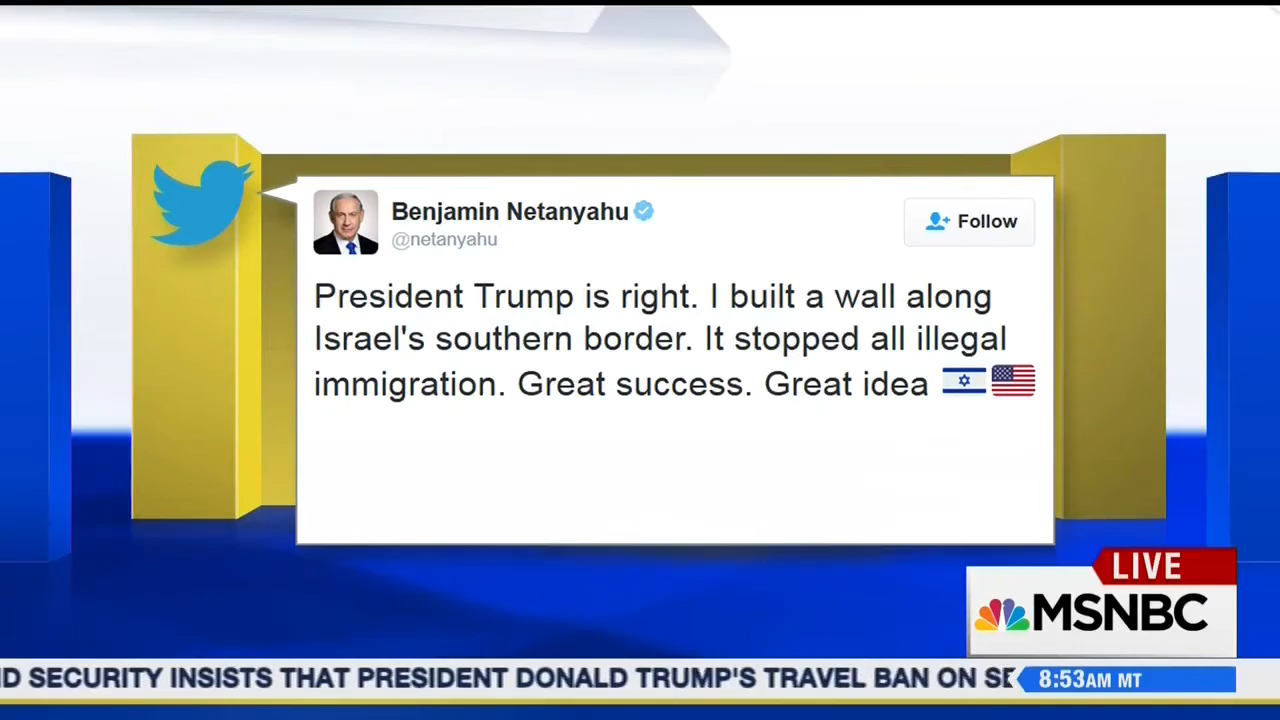 Benjamin Netanyahu
@netanyahu
Follow
President Trump is right. I built a wall along
Israel's southern border. It stopped all illegal
immigration. Great success. Great idea
LIVE
MSNBC
SECURITY INSISTS THAT PRESIDENT DONALD TRUMP'S TRAVEL BAN ON
8:53AM MT